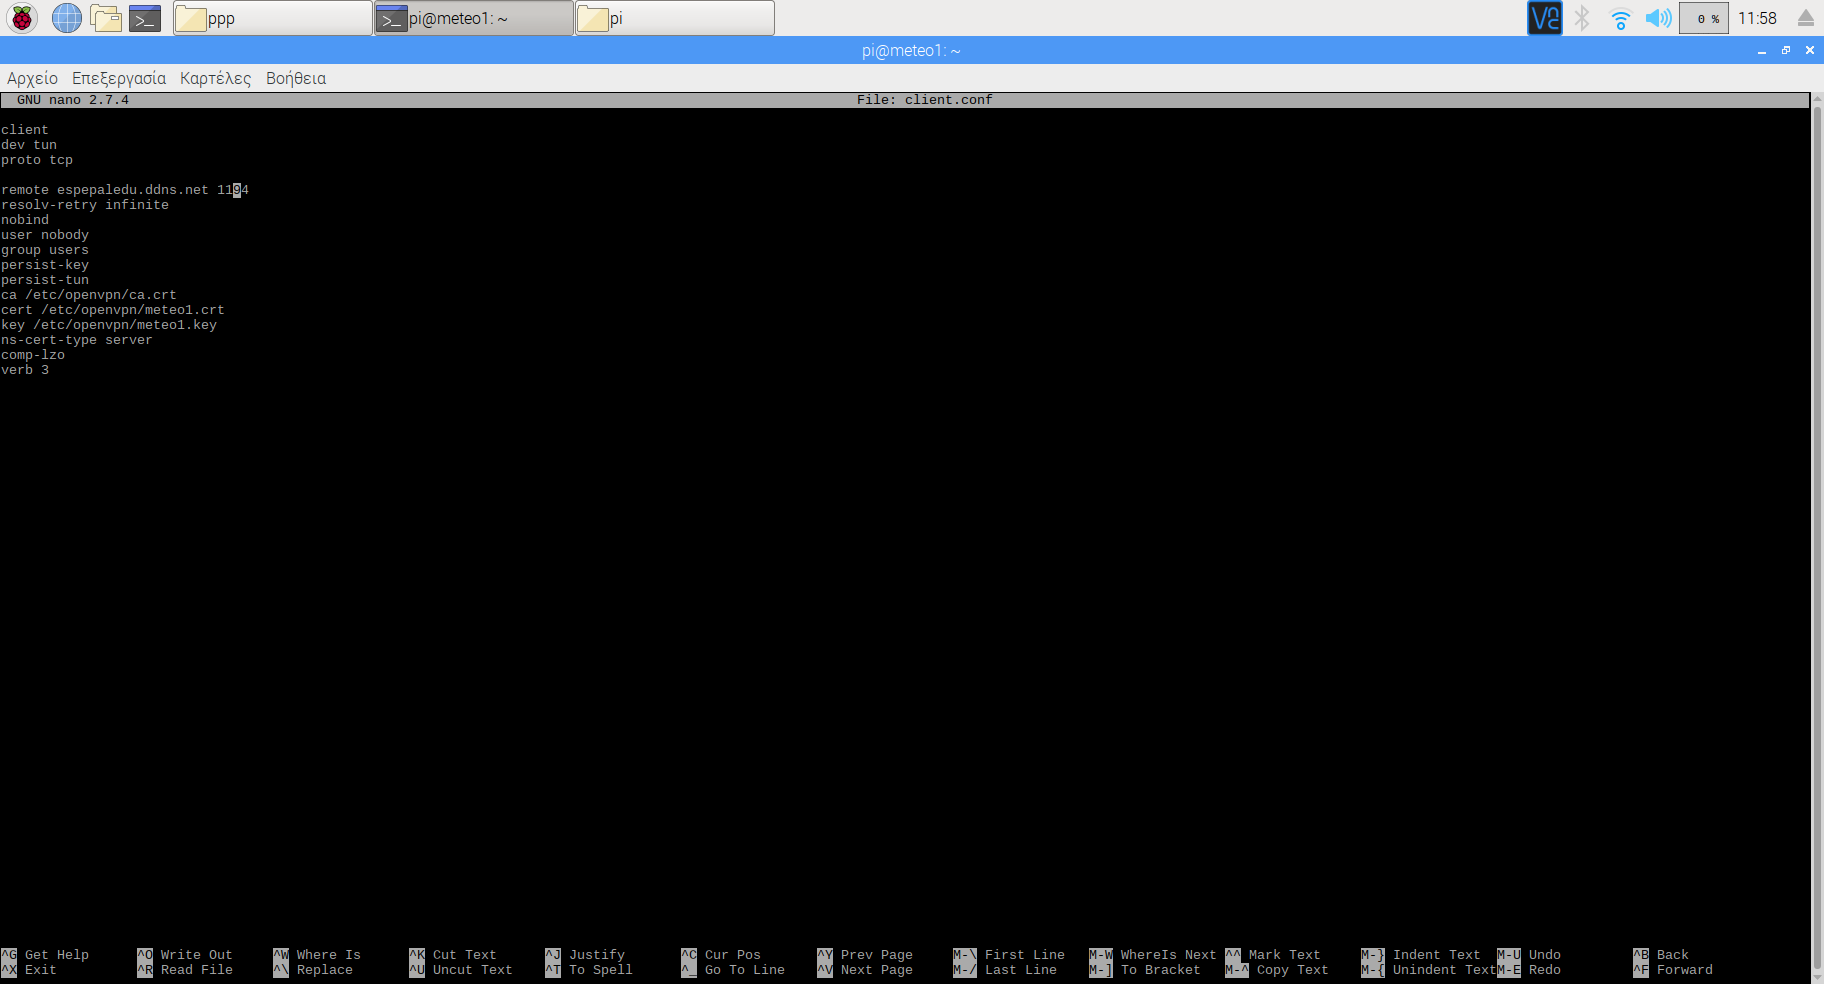 ppp
pi@meteo1: ~
pi
0 %
11:58
pi@meteo1: ~
Αρχείο Επεξεργασία Καρτέλες Βοήθεια
GNU nano 2.7.4 File: client.conf
client
dev tun
proto tcp
remote espepaledu.ddns.net 1194
resolv-retry infinite
nobind
user nobody
group users
persist-key
persist-tun
ca /etc/openvpn/ca.crt
cert /etc/openvpn/meteo1.crt
key /etc/openvpn/meteo1.key
ns-cert-type server
comp-lzo
verb 3
^G Get Help ^O Write Out ^W Where Is ^K Cut Text ^J Justify ^C Cur Pos ^Y Prev Page M-\ First Line M-W WhereIs Next ^^ Mark Text M-} Indent Text M-U Undo ^B Back
^X Exit ^R Read File ^\ Replace ^U Uncut Text ^T To Spell ^_ Go To Line ^V Next Page M-/ Last Line M-] To Bracket M-^ Copy Text M-{ Unindent Text M-E Redo ^F Forward